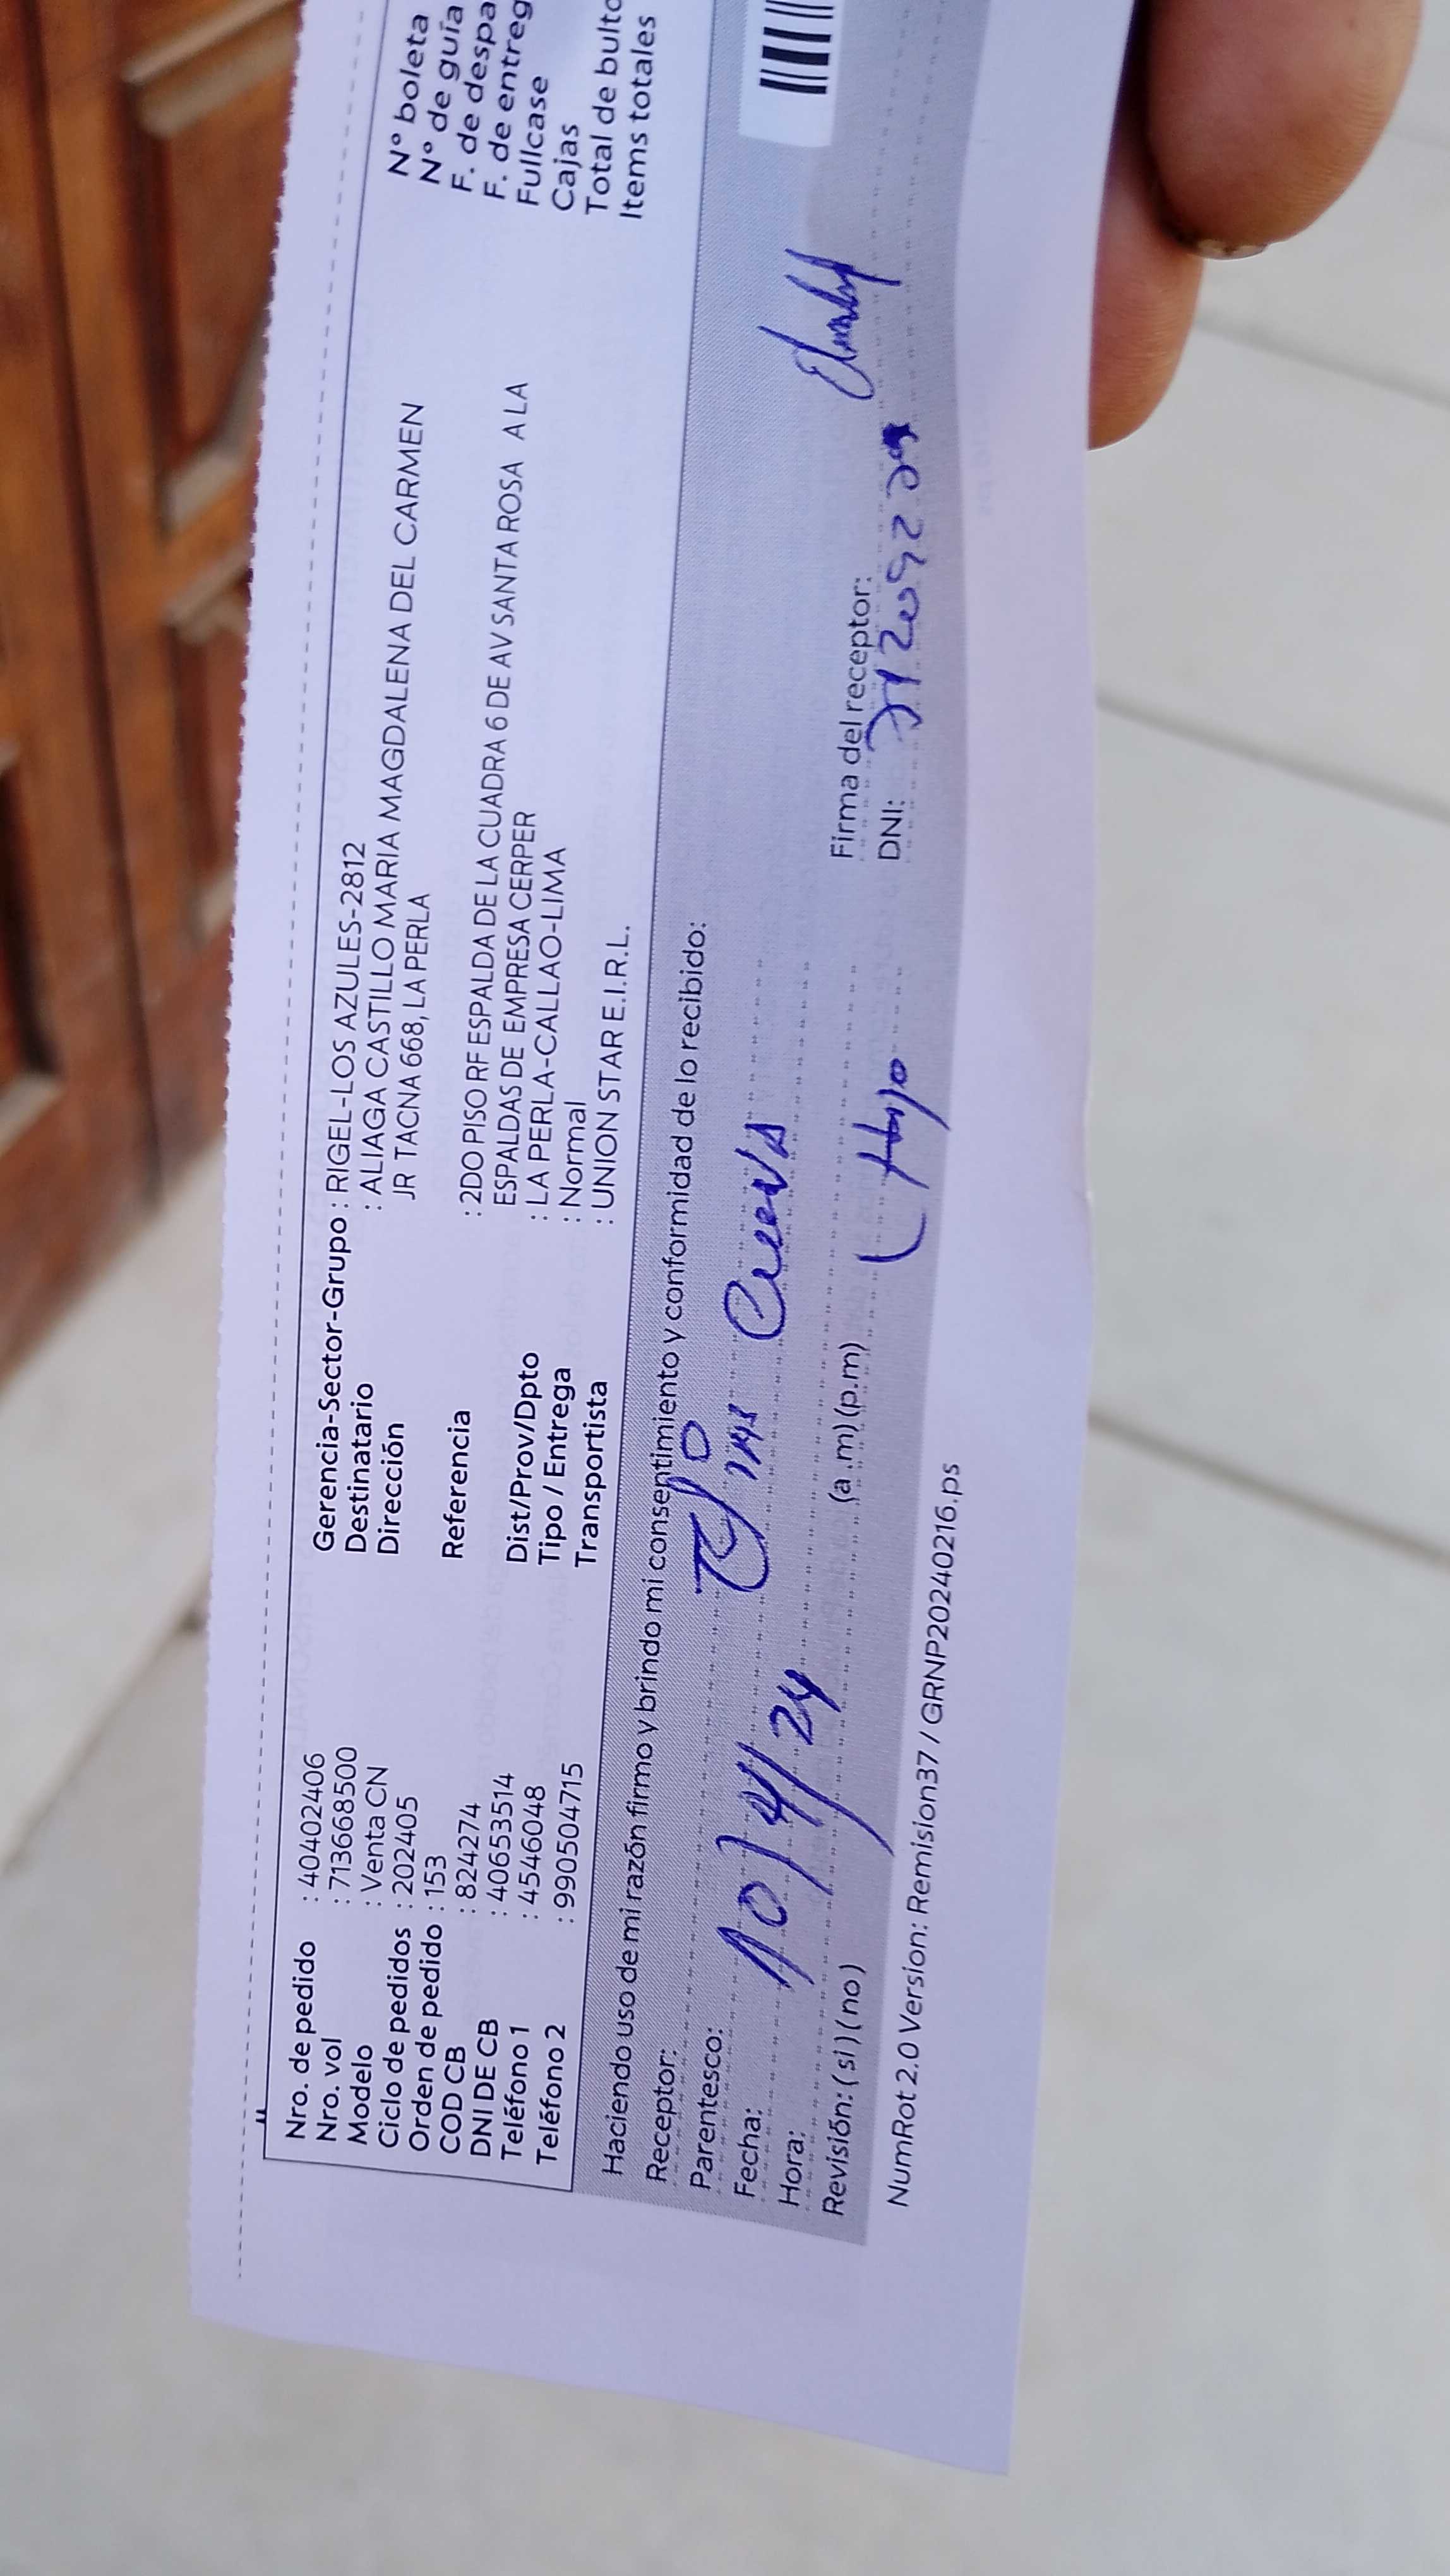 Nro. de pedido : 40402406
Nro. vol : 713668500
Modelo : Venta CN
Ciclo de pedidos : 202405
Orden de pedido : 153
COD CB : 824274
DNI DE CB : 40653514
Teléfono 1 : 4546048
Teléfono 2 : 990504715
Gerencia-Sector-Grupo : RIGEL-LOS AZULES-2812
Destinatario : ALIAGA CASTILLO MARIA MAGDALENA DEL CARMEN
Dirección JR TACNA 668, LA PERLA
Referencia : 2DO PISO RF ESPALDA DE LA CUADRA 6 DE AV SANTA ROSA A LA
ESPALDAS DE EMPRESA CERPER
Dist/Prov/Dpto : LA PERLA-CALLAO-LIMA
Tipo / Entrega : Normal
Transportista : UNION STAR E.I.R.L.
N° boleta
N° de guía
F. de despa
F. de entreg
Fullcase
Cajas
Total de bulto
Items totales
Haciendo uso de mi razón firmo y brindo mi consentimiento y conformidad de lo recibido:
Receptor:
Parentesco:
Fecha: 10/4/24
Hora: (a.m)(p.m)
Revisión: (si)(no)
Firma del receptor:
DNI:
NumRot 2.0 Version: Remision37 / GRNP20240216.ps